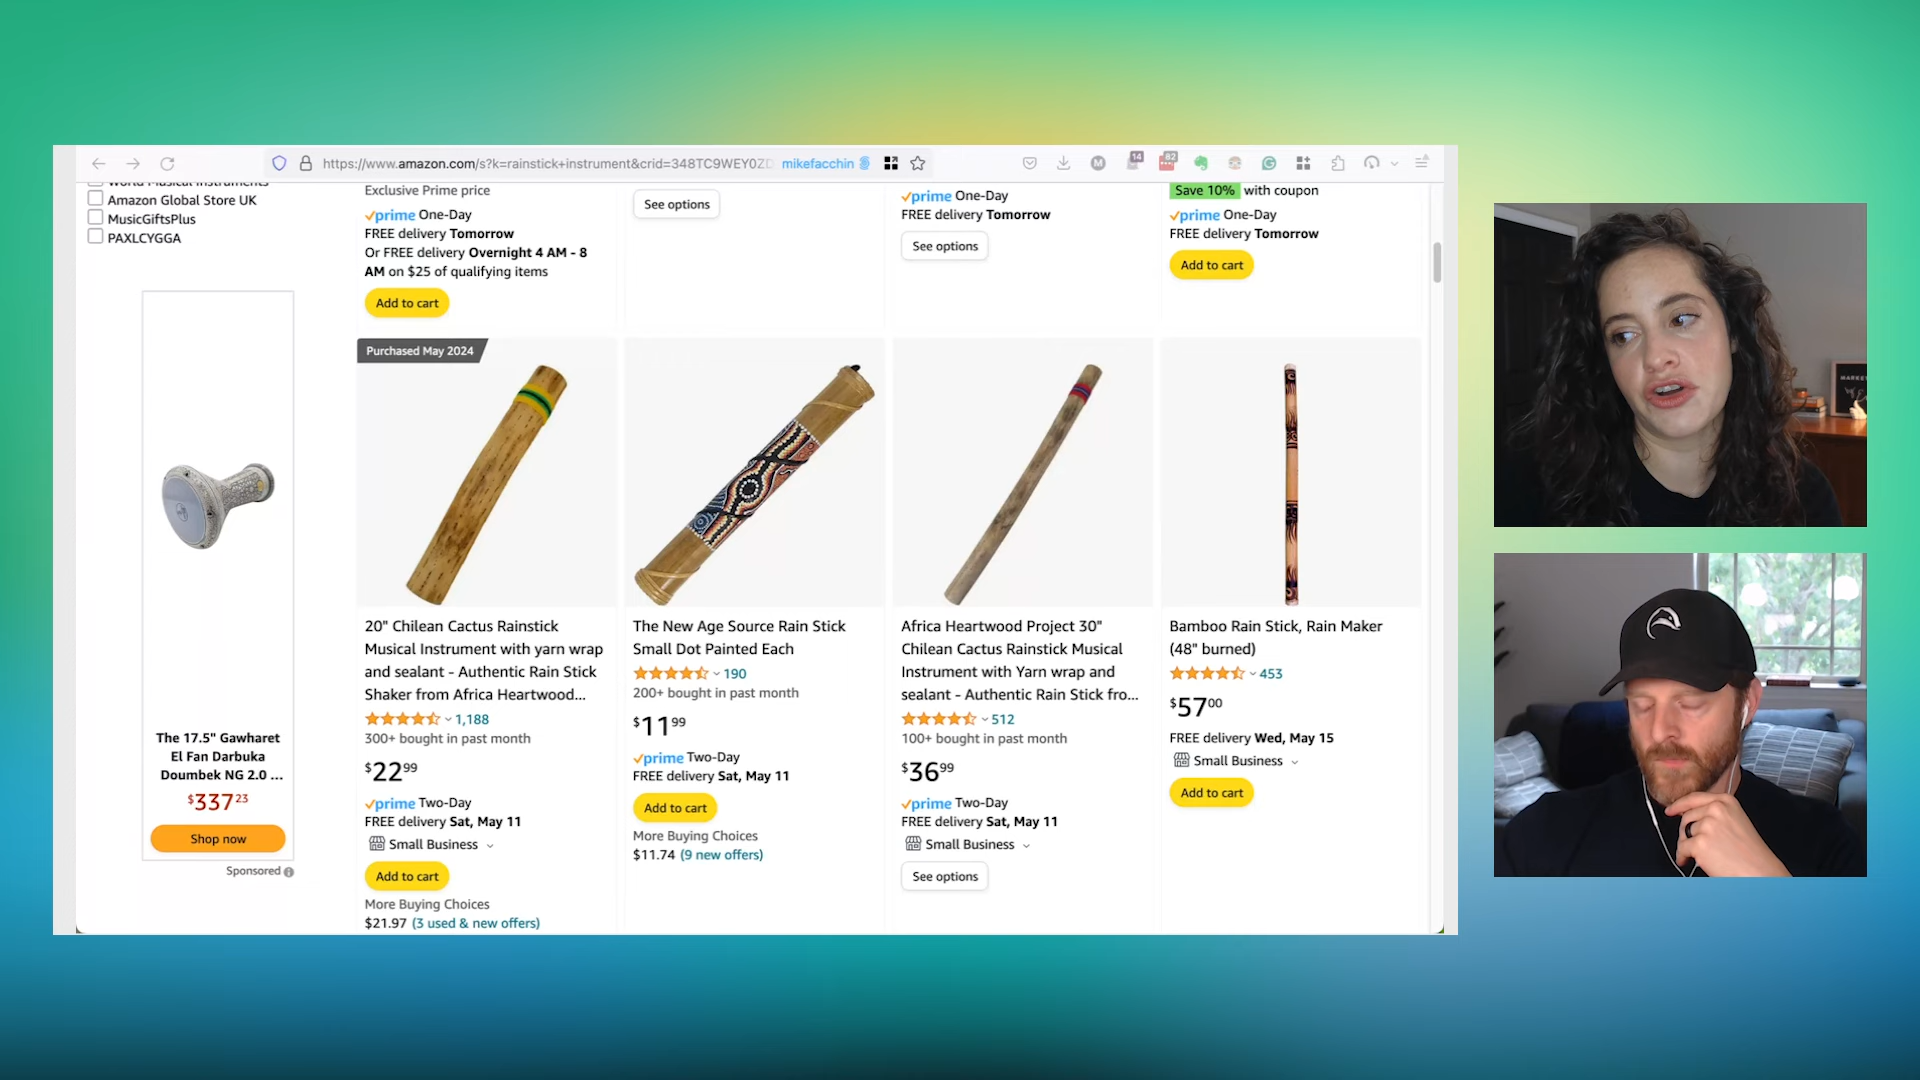 https://www.amazon.com/s?k=rainstick+instrument&crid=348TC9WEY0ZD
mikefacchin
M
14
82
World Musical Instruments
Amazon Global Store UK
MusicGiftsPlus
PAXLCYGGA
Exclusive Prime price
prime One-Day
FREE delivery Tomorrow
Or FREE delivery Overnight 4 AM - 8
AM on $25 of qualifying items
Add to cart
See options
prime One-Day
FREE delivery Tomorrow
See options
Save 10% with coupon
prime One-Day
FREE delivery Tomorrow
Add to cart
The 17.5" Gawharet
El Fan Darbuka
Doumbek NG 2.0 ...
$337 23
Shop now
Sponsored
Purchased May 2024
20" Chilean Cactus Rainstick
Musical Instrument with yarn wrap
and sealant - Authentic Rain Stick
Shaker from Africa Heartwood...
1,188
300+ bought in past month
$22 99
prime Two-Day
FREE delivery Sat, May 11
Small Business
Add to cart
More Buying Choices
$21.97 (3 used & new offers)
The New Age Source Rain Stick
Small Dot Painted Each
190
200+ bought in past month
$11 99
prime Two-Day
FREE delivery Sat, May 11
Add to cart
More Buying Choices
$11.74 (9 new offers)
Africa Heartwood Project 30"
Chilean Cactus Rainstick Musical
Instrument with Yarn wrap and
sealant - Authentic Rain Stick fro...
512
100+ bought in past month
$36 99
prime Two-Day
FREE delivery Sat, May 11
Small Business
See options
Bamboo Rain Stick, Rain Maker
(48" burned)
453
$57 00
FREE delivery Wed, May 15
Small Business
Add to cart
MARKE